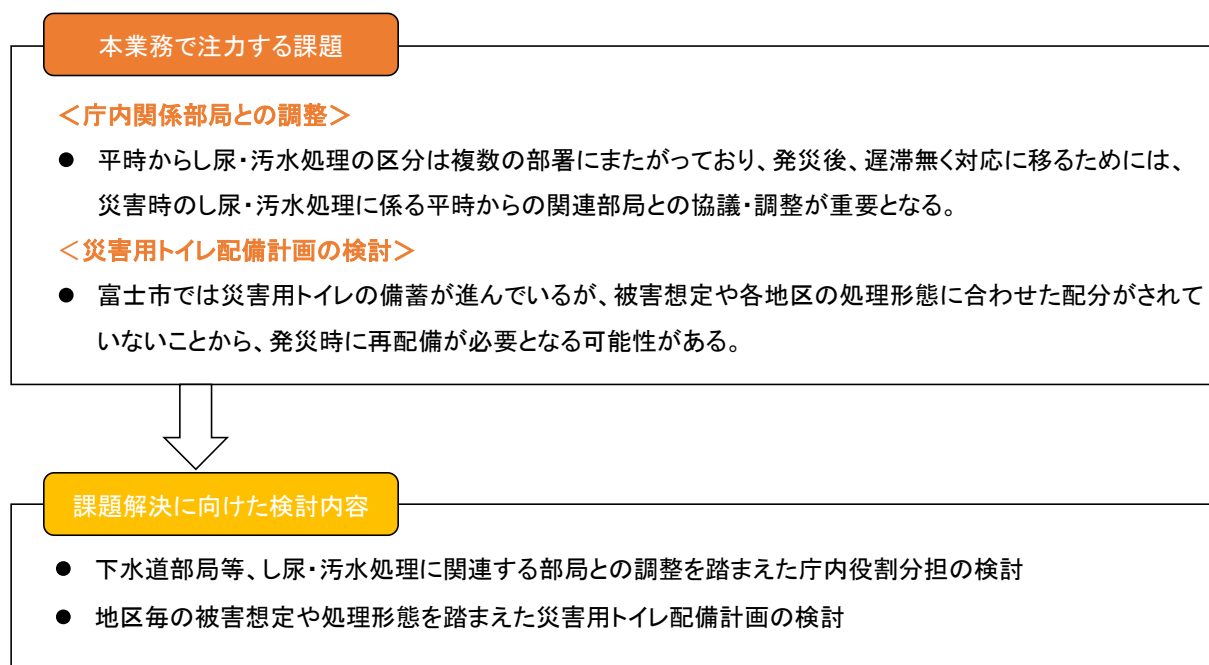 本業務で注力する課題
＜庁内関係部局との調整＞
● 平時からし尿・汚水処理の区分は複数の部署にまたがっており、発災後、遅滞無く対応に移るためには、
災害時のし尿・汚水処理に係る平時からの関連部局との協議・調整が重要となる。
＜災害用トイレ配備計画の検討＞
● 富士市では災害用トイレの備蓄が進んでいるが、被害想定や各地区の処理形態に合わせた配分がされて
いないことから、発災時に再配備が必要となる可能性がある。
課題解決に向けた検討内容
● 下水道部局等、し尿・汚水処理に関連する部局との調整を踏まえた庁内役割分担の検討
● 地区毎の被害想定や処理形態を踏まえた災害用トイレ配備計画の検討